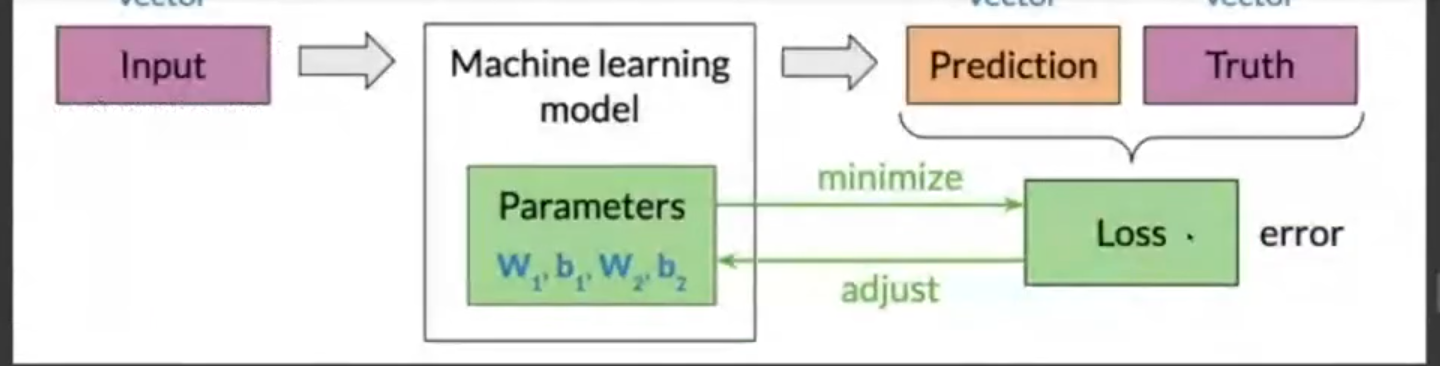 Input
Machine learning
model
Prediction
Truth
Parameters
W₁, b₁, W₂, b₂
minimize
adjust
Loss
error